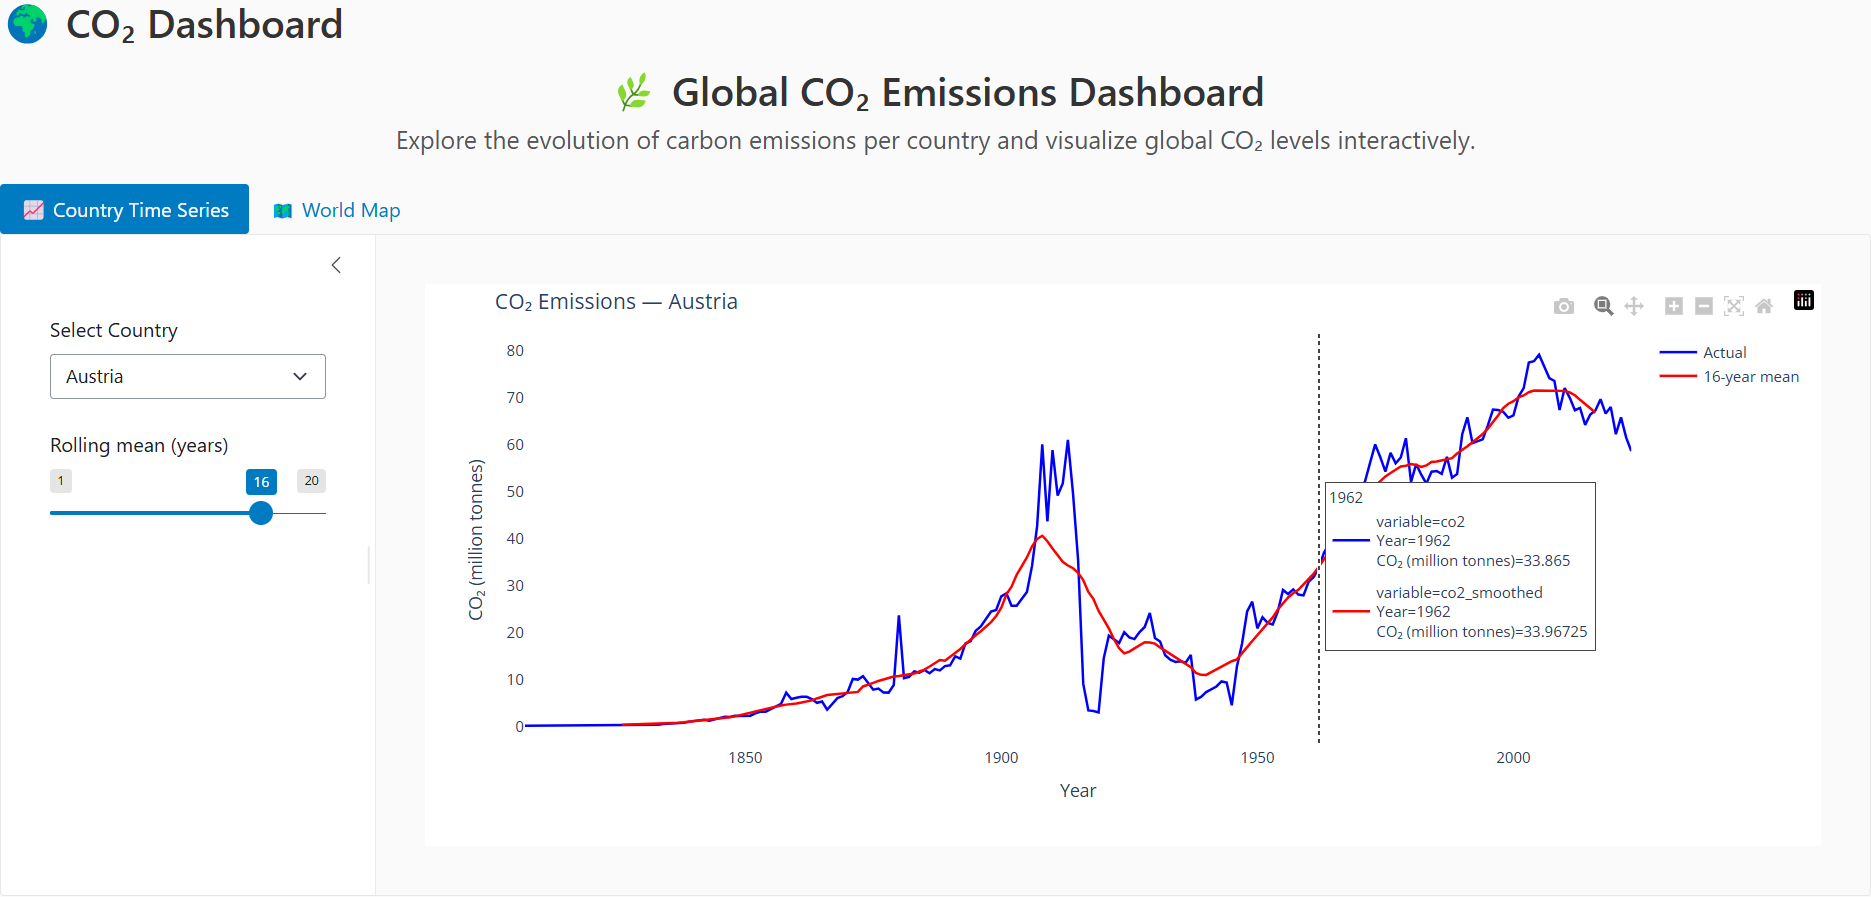 CO₂ Dashboard
Global CO₂ Emissions Dashboard
Explore the evolution of carbon emissions per country and visualize global CO₂ levels interactively.
Country Time Series
World Map
Select Country
Austria
Rolling mean (years)
1
16
20
CO₂ Emissions — Austria
Actual
16-year mean
CO₂ (million tonnes)
80
70
60
50
40
30
20
10
0
1850
1900
1950
2000
Year
1962
variable=co2
Year=1962
CO₂ (million tonnes)=33.865
variable=co2_smoothed
Year=1962
CO₂ (million tonnes)=33.96725